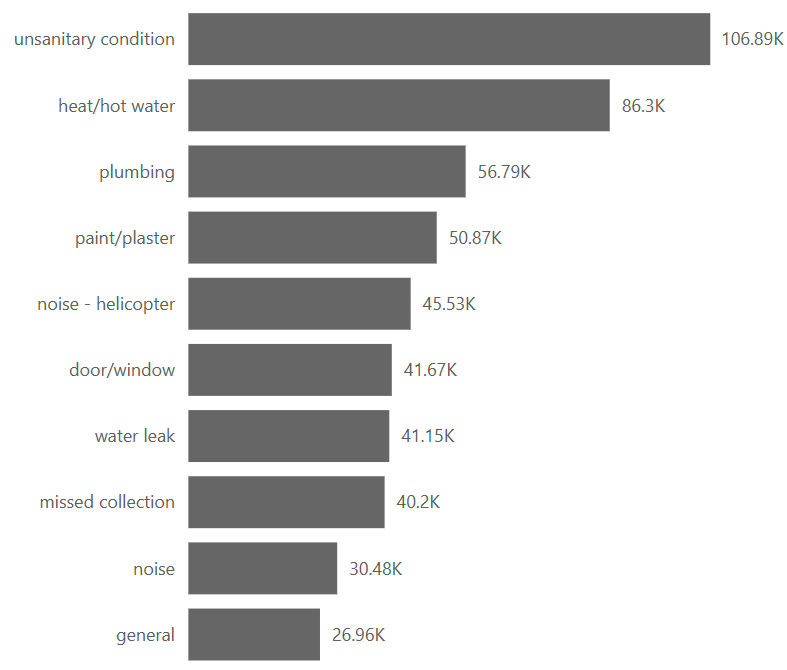 unsanitary condition 106.89K
heat/hot water 86.3K
plumbing 56.79K
paint/plaster 50.87K
noise - helicopter 45.53K
door/window 41.67K
water leak 41.15K
missed collection 40.2K
noise 30.48K
general 26.96K